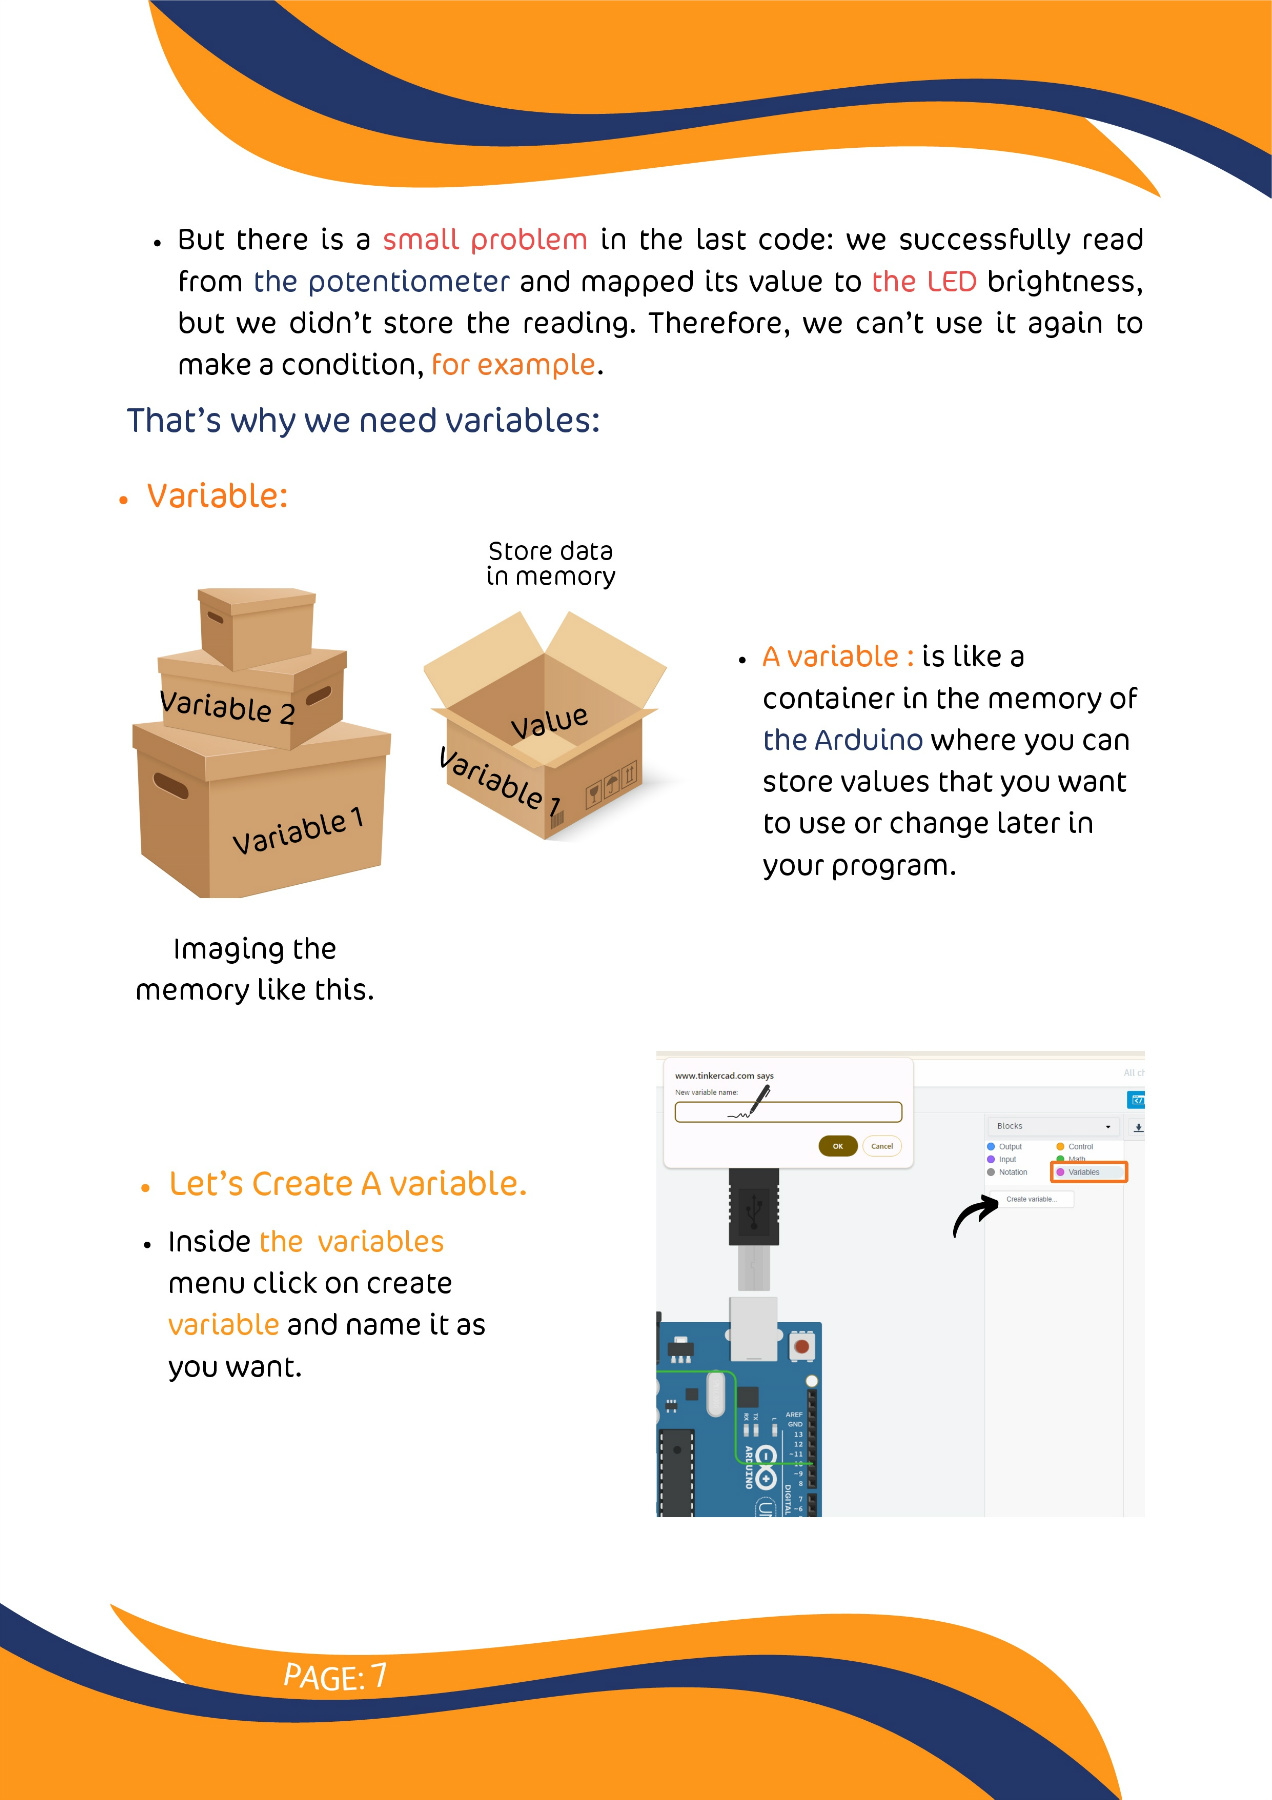 • But there is a small problem in the last code: we successfully read
from the potentiometer and mapped its value to the LED brightness,
but we didn't store the reading. Therefore, we can't use it again to
make a condition, for example.
That's why we need variables:
• Variable:
Store data
in memory
Variable 2
Variable 1
Value
Variable 1
• A variable : is like a
container in the memory of
the Arduino where you can
store values that you want
to use or change later in
your program.
Imaging the
memory like this.
• Let's Create A variable.
• Inside the variables
menu click on create
variable and name it as
you want.
www.tinkercad.com says
New variable name:
OK
Cancel
All ch
Blocks
Output
Control
Input
Math
Notation
Variables
Create variable...
AREF
GND
13
12
~11
10
~9
8
7
~6
L
TX
RX
ARDUINO
DIGITAL
PAGE: 7